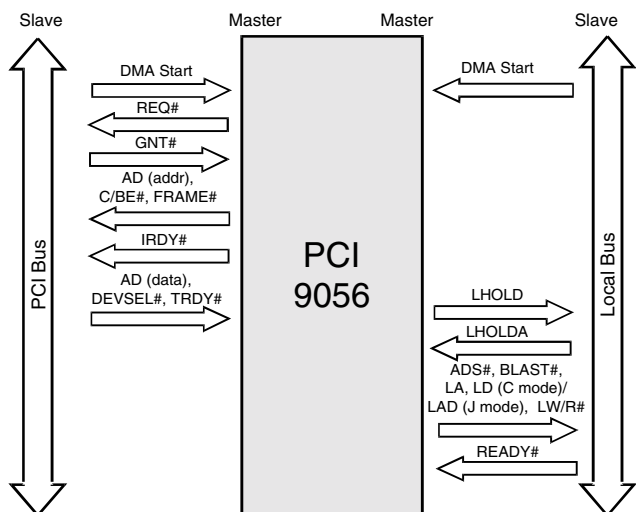 Slave Master Master Slave
DMA Start
REQ#
GNT#
AD (addr),
C/BE#, FRAME#
IRDY#
AD (data),
DEVSEL#, TRDY#
PCI Bus
PCI
9056
DMA Start
LHOLD
LHOLDA
ADS#, BLAST#,
LA, LD (C mode)/
LAD (J mode), LW/R#
READY#
Local Bus